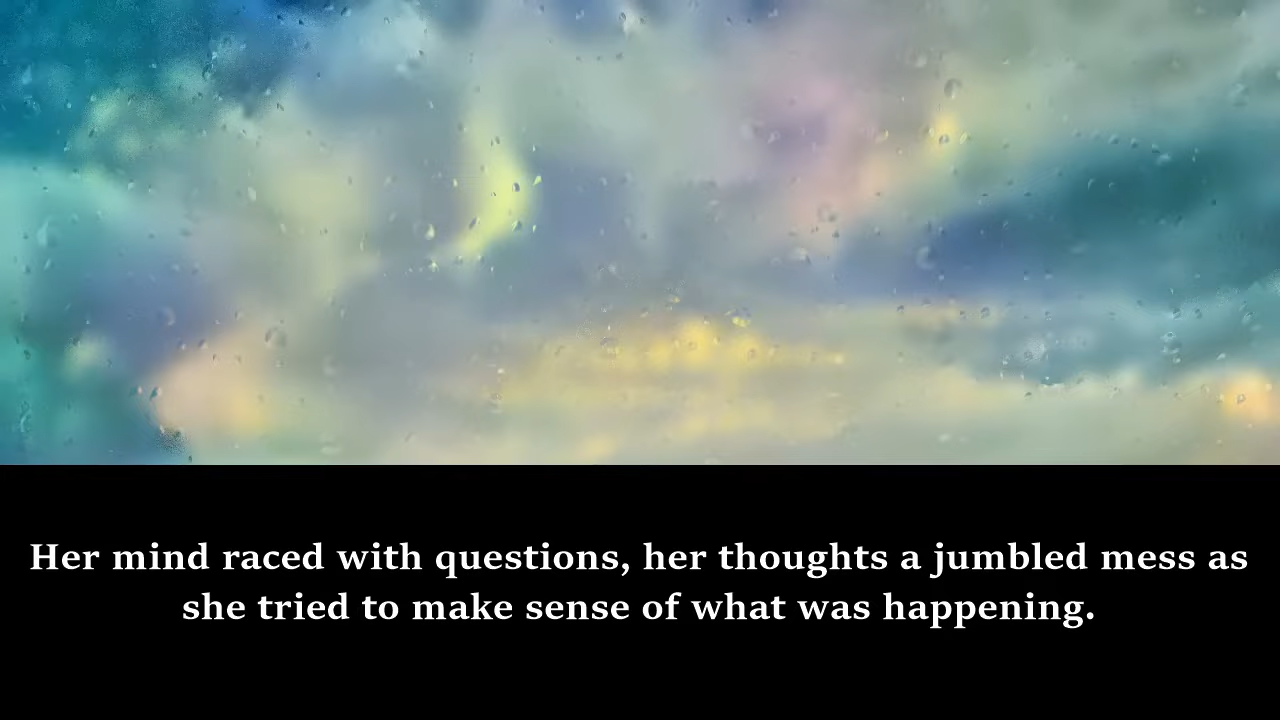 Her mind raced with questions, her thoughts a jumbled mess as
she tried to make sense of what was happening.